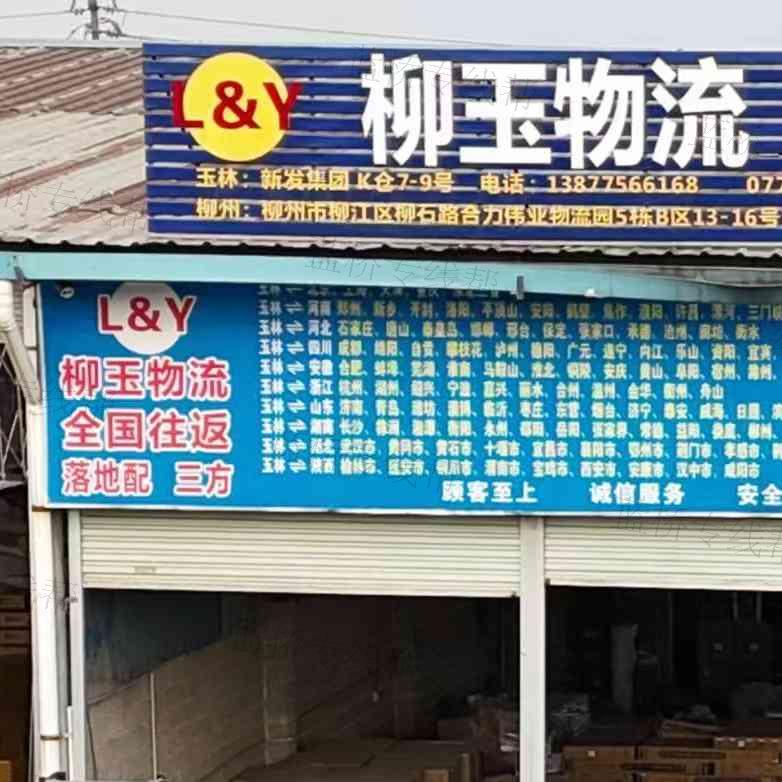 L&Y 柳玉物流
玉林：新发集团 K仓7-9号 电话：13877566168 077
柳州：柳州市柳江区柳石路合力伟业物流园5栋B区13-16号
L&Y
柳玉物流
全国往返
落地配 三方
玉林⇌河南 郑州、新乡、开封、洛阳、平顶山、安阳、鹤壁、焦作、濮阳、许昌、漯河、三门峡
玉林⇌河北 石家庄、唐山、秦皇岛、邯郸、邢台、保定、张家口、承德、沧州、廊坊、衡水
玉林⇌四川 成都、绵阳、自贡、攀枝花、泸州、德阳、广元、遂宁、内江、乐山、资阳、宜宾
玉林⇌安徽 合肥、蚌埠、芜湖、淮南、马鞍山、淮北、铜陵、安庆、黄山、阜阳、宿州、滁州
玉林⇌浙江 杭州、湖州、绍兴、宁波、嘉兴、丽水、台州、温州、金华、衢州、舟山
玉林⇌山东 济南、青岛、潍坊、淄博、临沂、枣庄、东营、烟台、济宁、泰安、威海、日照
玉林⇌湖南 长沙、株洲、湘潭、衡阳、永州、邵阳、岳阳、张家界、常德、益阳、娄底、郴州
玉林⇌湖北 武汉市、黄冈市、黄石市、十堰市、宜昌市、襄阳市、鄂州市、荆门市、孝感市
玉林⇌陕西 榆林市、延安市、铜川市、渭南市、宝鸡市、西安市、安康市、汉中市、咸阳市
顾客至上 诚信服务 安全
蓝桥专线帮